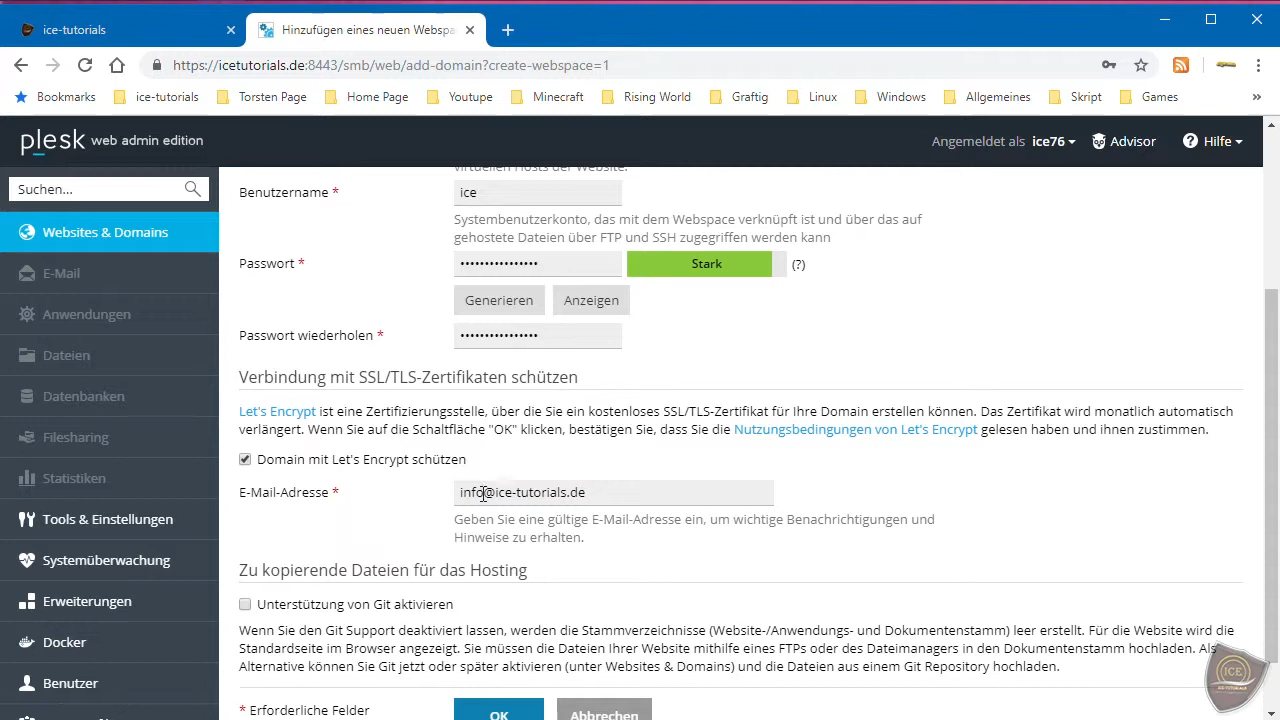 ice-tutorials
Hinzufügen eines neuen Webspa
https://icetutorials.de:8443/smb/web/add-domain?create-webspace=1
Bookmarks ice-tutorials Torsten Page Home Page Youtube Minecraft Rising World Graftig Linux Windows Allgemeines Skript Games »
plesk web admin edition
Angemeldet als ice76 Advisor Hilfe
Suchen...
Websites & Domains
E-Mail
Anwendungen
Dateien
Datenbanken
Filesharing
Statistiken
Tools & Einstellungen
Systemüberwachung
Erweiterungen
Docker
Benutzer
virtuellen Hosts der Website.
Benutzername * ice
Systembenutzerkonto, das mit dem Webspace verknüpft ist und über das auf
gehostete Dateien über FTP und SSH zugegriffen werden kann
Passwort * •••••••••••••••• Stark (?)
Generieren Anzeigen
Passwort wiederholen * ••••••••••••••••
Verbindung mit SSL/TLS-Zertifikaten schützen
Let's Encrypt ist eine Zertifizierungsstelle, über die Sie ein kostenloses SSL/TLS-Zertifikat für Ihre Domain erstellen können. Das Zertifikat wird monatlich automatisch
verlängert. Wenn Sie auf die Schaltfläche "OK" klicken, bestätigen Sie, dass Sie die Nutzungsbedingungen von Let's Encrypt gelesen haben und ihnen zustimmen.
Domain mit Let's Encrypt schützen
E-Mail-Adresse * info@ice-tutorials.de
Geben Sie eine gültige E-Mail-Adresse ein, um wichtige Benachrichtigungen und
Hinweise zu erhalten.
Zu kopierende Dateien für das Hosting
Unterstützung von Git aktivieren
Wenn Sie den Git Support deaktiviert lassen, werden die Stammverzeichnisse (Website-/Anwendungs- und Dokumentenstamm) leer erstellt. Für die Website wird die
Standardseite im Browser angezeigt. Sie müssen die Dateien Ihrer Website mithilfe eines FTPs oder des Dateimanagers in den Dokumentenstamm hochladen. Als
Alternative können Sie Git jetzt oder später aktivieren (unter Websites & Domains) und die Dateien aus einem Git Repository hochladen.
* Erforderliche Felder OK Abbrechen
ICE
ICE-TUTORIALS